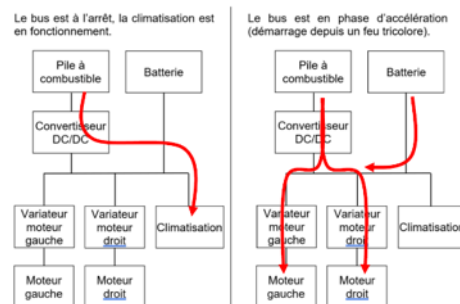 Le bus est à l'arrêt, la climatisation est
en fonctionnement.
Pile à
combustible
Batterie
Convertisseur
DC/DC
Variateur
moteur
gauche
Variateur
moteur
droit
Climatisation
Moteur
gauche
Moteur
droit
Le bus est en phase d'accélération
(démarrage depuis un feu tricolore).
Pile à
combustible
Batterie
Convertisseur
DC/DC
Variateur
moteur
gauche
Variateur
moteur
droit
Climatisation
Moteur
gauche
Moteur
droit